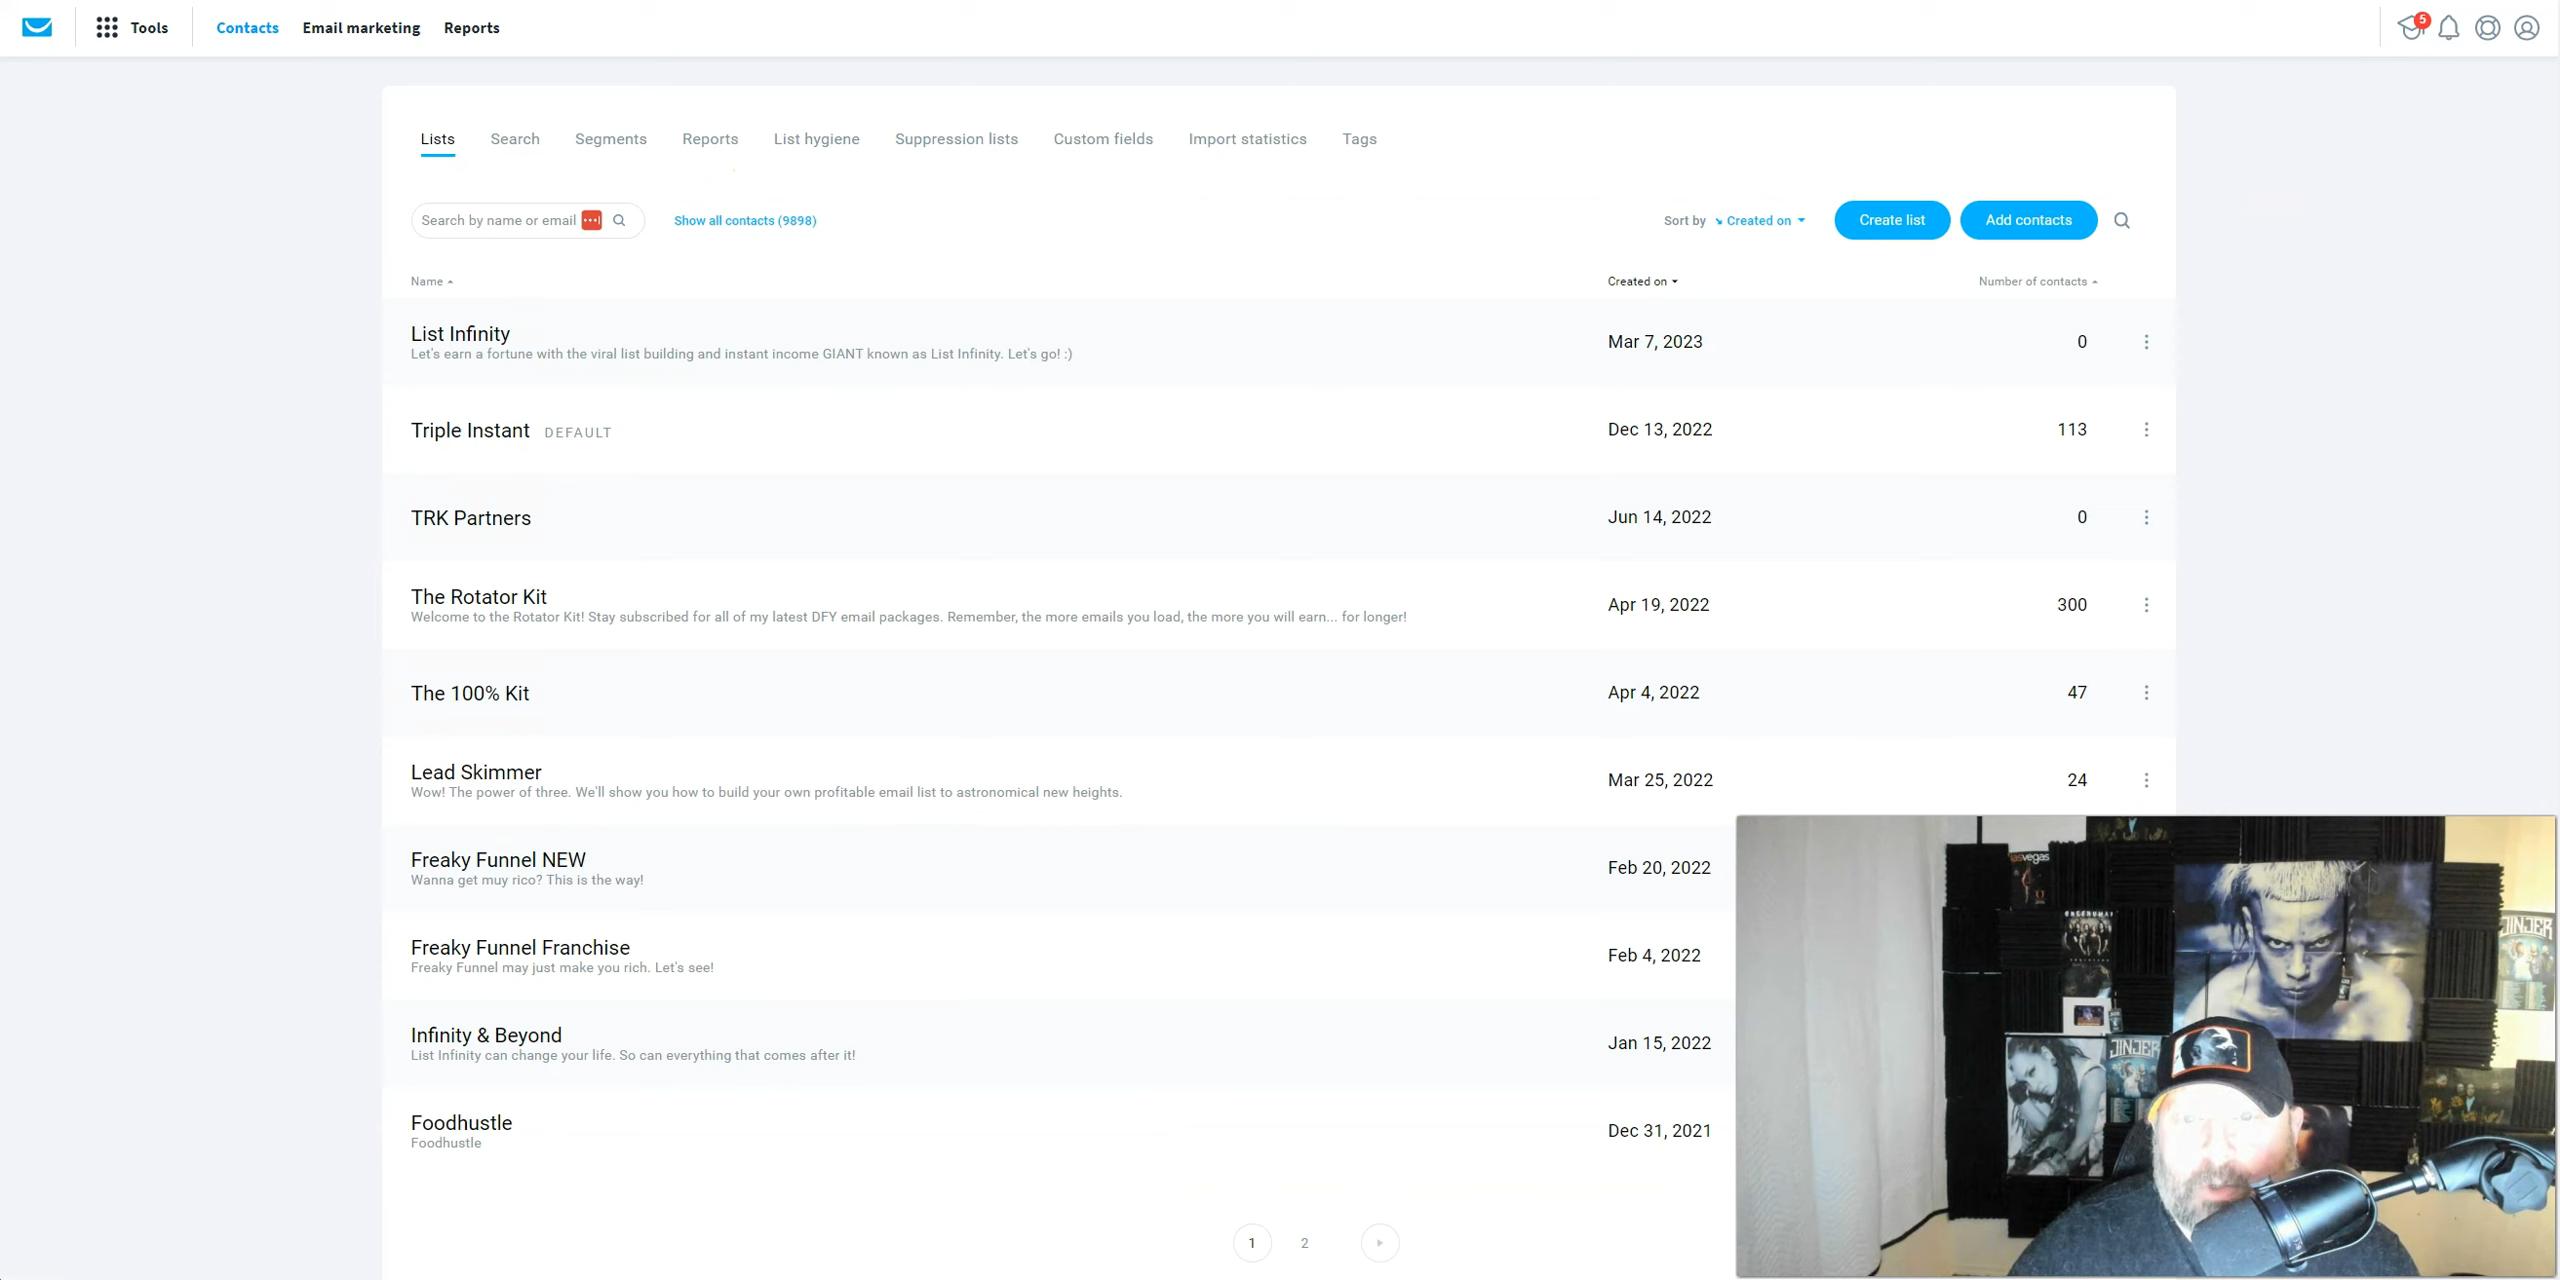 Tools
Contacts
Email marketing
Reports
5
Lists
Search
Segments
Reports
List hygiene
Suppression lists
Custom fields
Import statistics
Tags
Search by name or email
Show all contacts (9898)
Sort by
Created on
Create list
Add contacts
Name
Created on
Number of contacts
List Infinity
Let's earn a fortune with the viral list building and instant income GIANT known as List Infinity. Let's go! :)
Mar 7, 2023
0
Triple Instant DEFAULT
Dec 13, 2022
113
TRK Partners
Jun 14, 2022
0
The Rotator Kit
Welcome to the Rotator Kit! Stay subscribed for all of my latest DFY email packages. Remember, the more emails you load, the more you will earn... for longer!
Apr 19, 2022
300
The 100% Kit
Apr 4, 2022
47
Lead Skimmer
Wow! The power of three. We'll show you how to build your own profitable email list to astronomical new heights.
Mar 25, 2022
24
Freaky Funnel NEW
Wanna get muy rico? This is the way!
Feb 20, 2022
Freaky Funnel Franchise
Freaky Funnel may just make you rich. Let's see!
Feb 4, 2022
Infinity & Beyond
List Infinity can change your life. So can everything that comes after it!
Jan 15, 2022
Foodhustle
Foodhustle
Dec 31, 2021
1
2
JINJER
JINJER